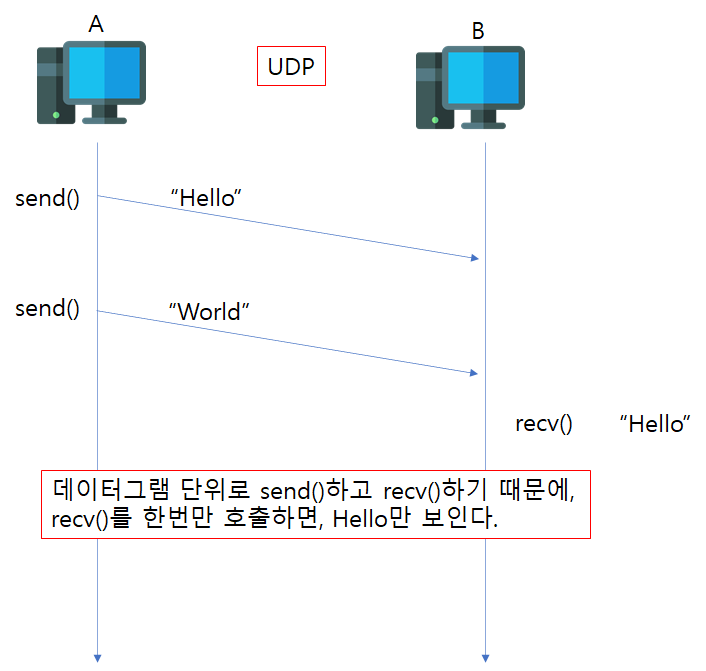 A
B
UDP
send()
“Hello”
send()
“World”
recv()
“Hello”
데이터그램 단위로 send()하고 recv()하기 때문에,
recv()를 한번만 호출하면, Hello만 보인다.